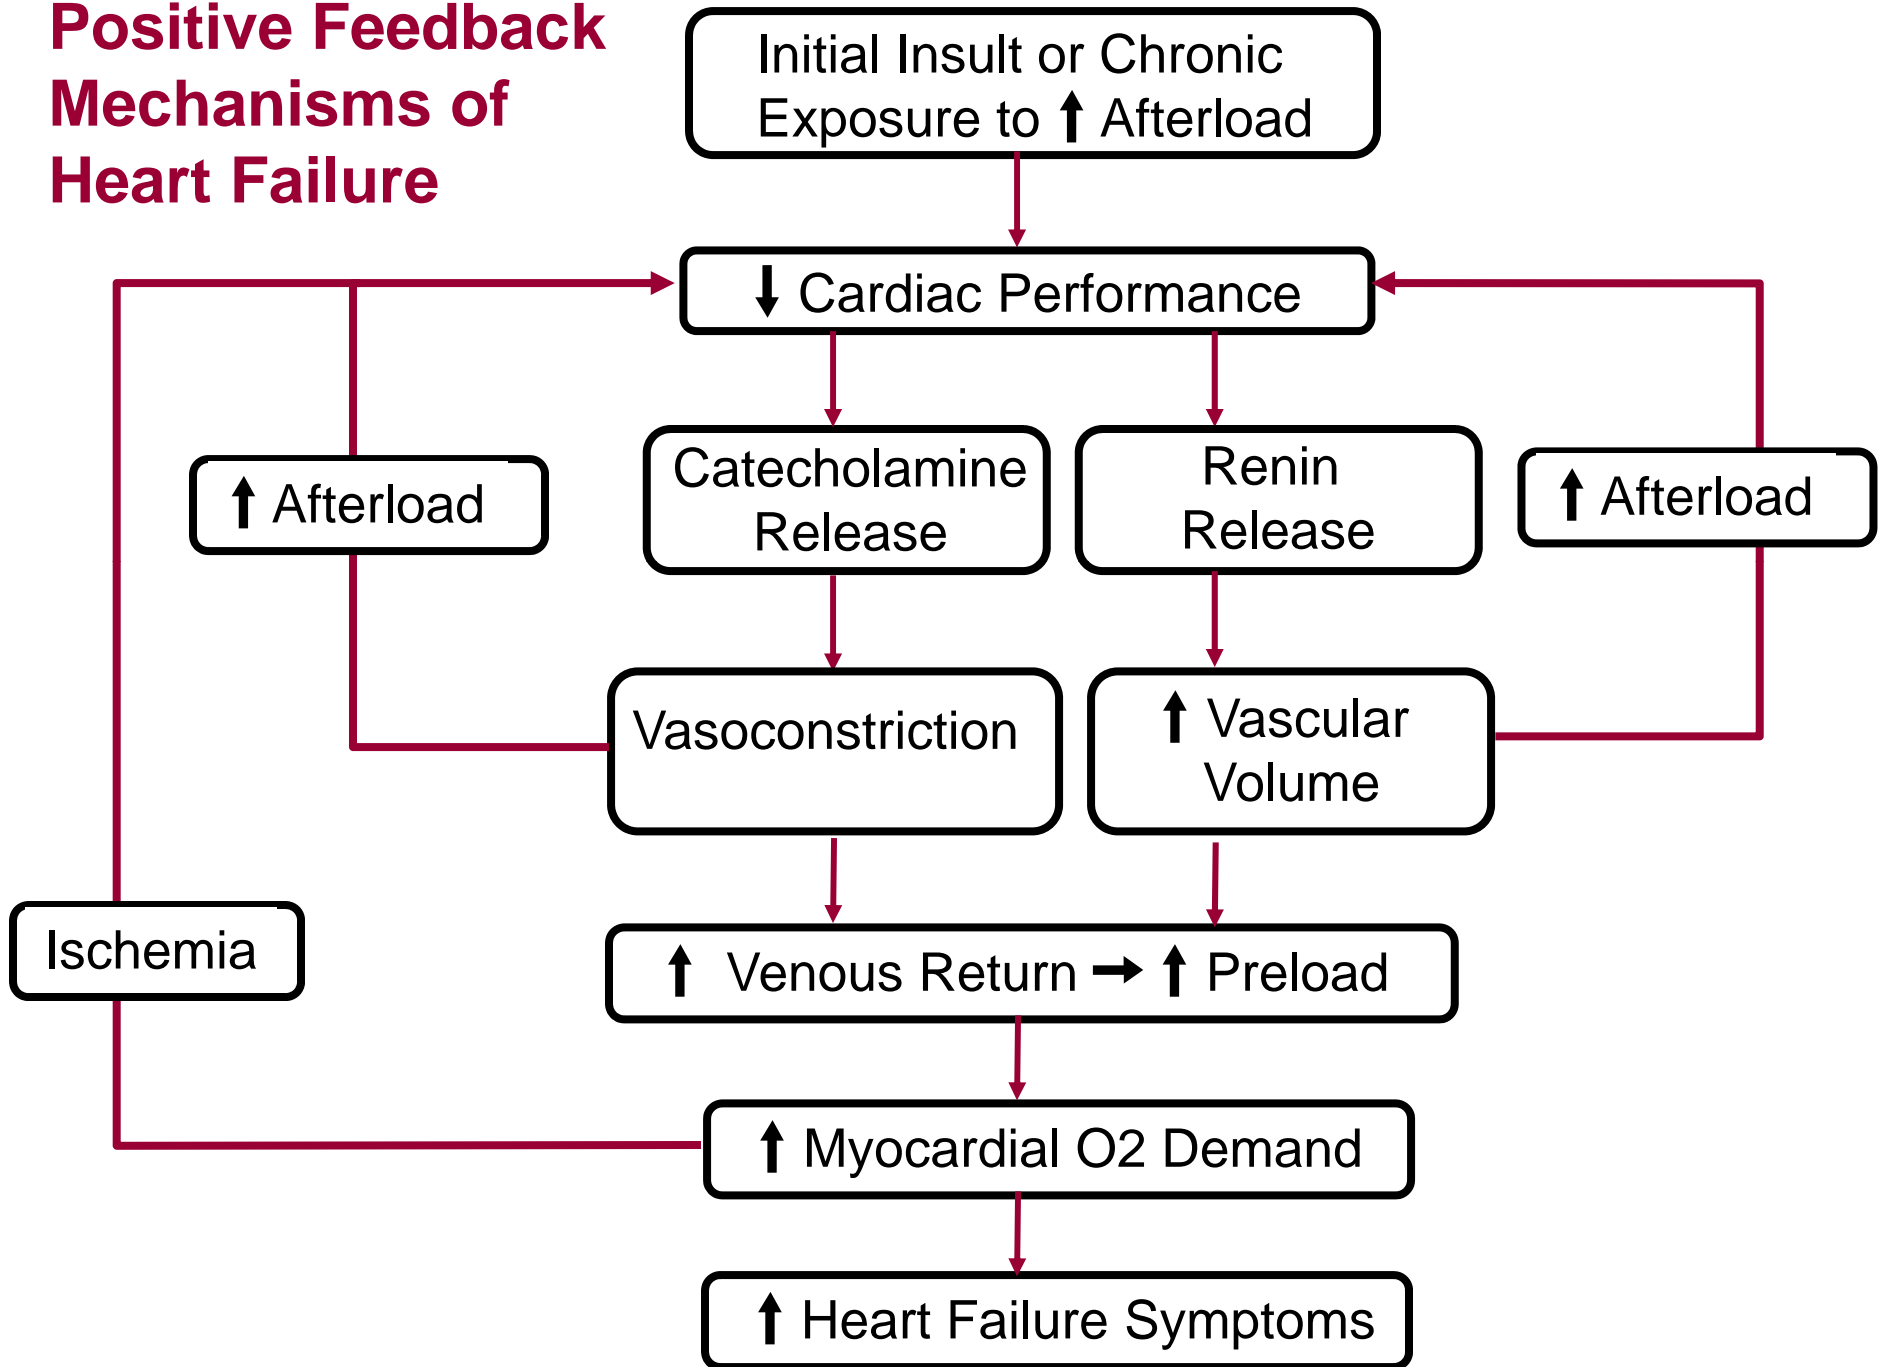 Positive Feedback
Mechanisms of
Heart Failure
Initial Insult or Chronic
Exposure to ↑ Afterload
↓ Cardiac Performance
↑ Afterload
Catecholamine
Release
Renin
Release
↑ Afterload
Vasoconstriction
↑ Vascular
Volume
Ischemia
↑ Venous Return → ↑ Preload
↑ Myocardial O2 Demand
↑ Heart Failure Symptoms